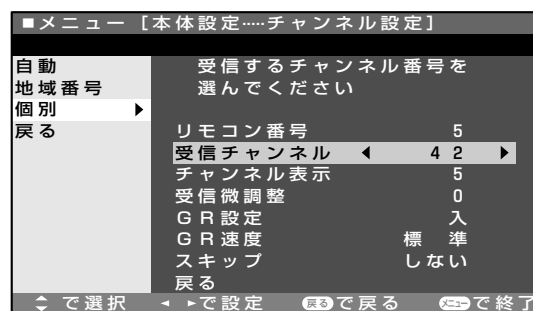 ■メニュー [本体設定……チャンネル設定]
自動
地域番号
個別 ▶
戻る
受信するチャンネル番号を
選んでください
リモコン番号 5
受信チャンネル ◀ 42 ▶
チャンネル表示 5
受信微調整 0
GR設定 入
GR速度 標準
スキップ しない
戻る
で選択 ◀ ▶で設定 戻るで戻る メニューで終了